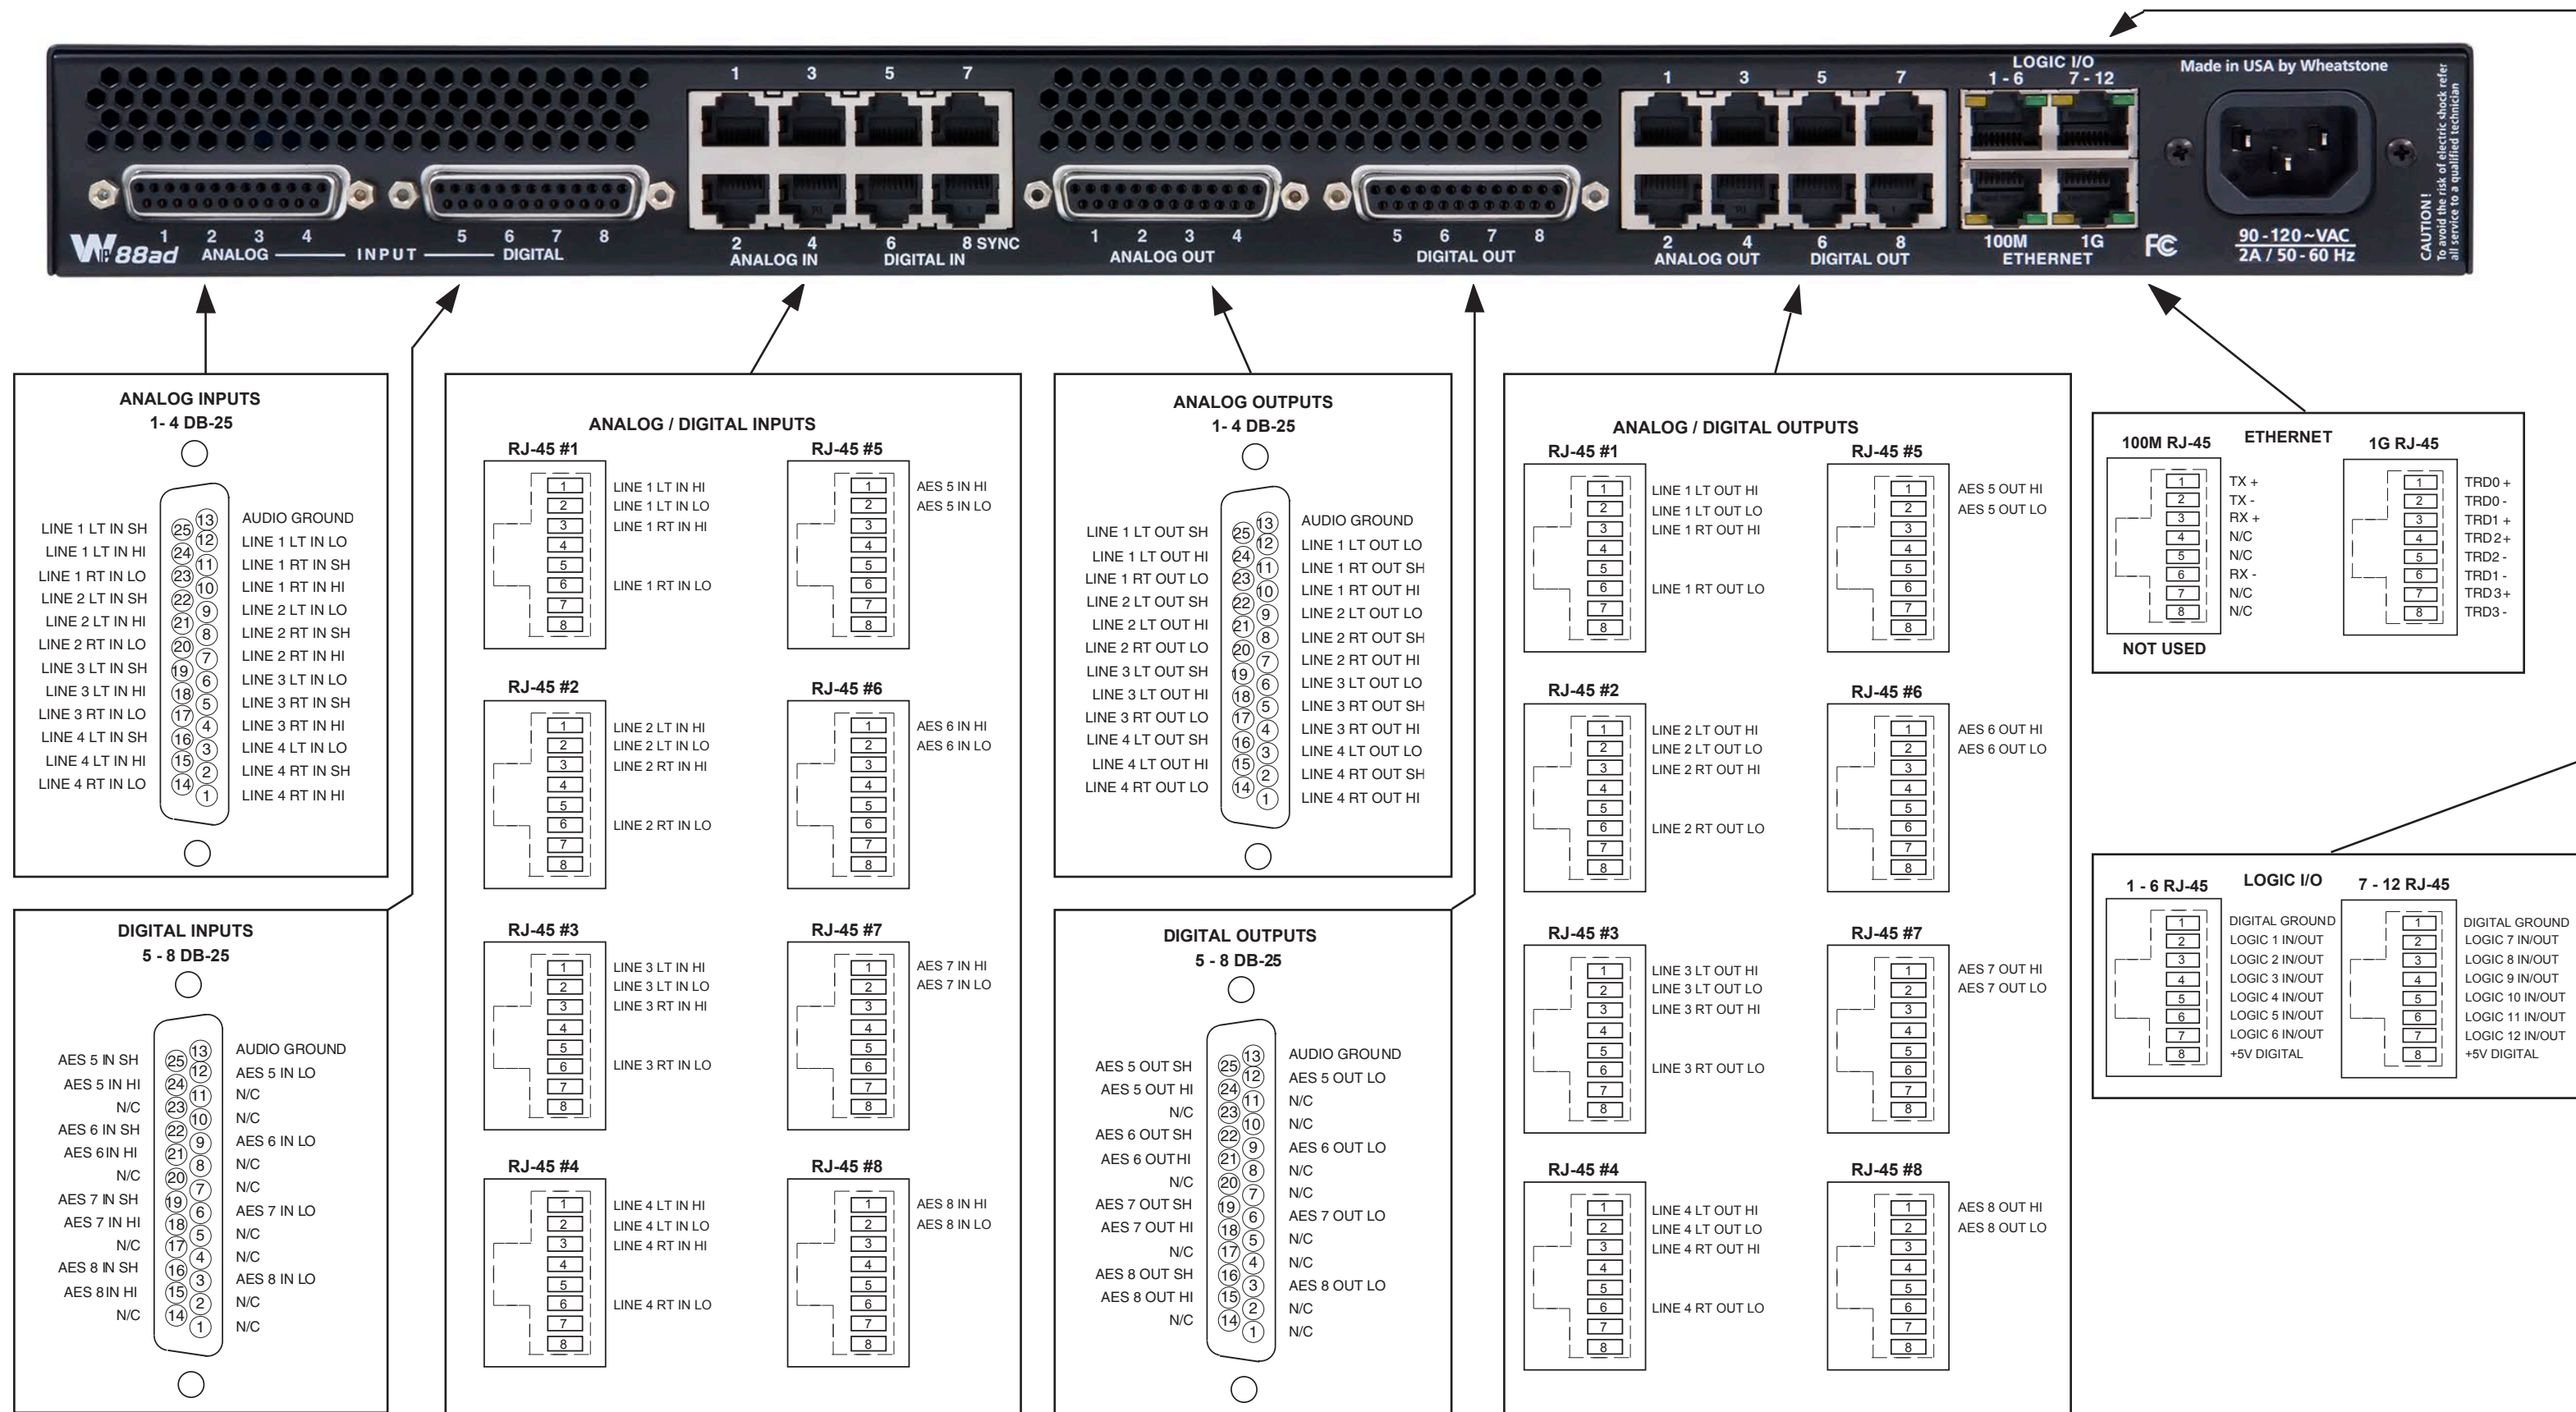 1 3 5 7
1 3 5 7
LOGIC I/O
1 - 6 7 - 12
Made in USA by Wheatstone
CAUTION!
To avoid the risk of electric shock refer
all service to a qualified technician
1 2 3 4
5 6 7 8
W IP 88ad ANALOG INPUT DIGITAL
2 4 6 8 SYNC
ANALOG IN DIGITAL IN
1 2 3 4
ANALOG OUT
5 6 7 8
DIGITAL OUT
2 4 6 8
ANALOG OUT DIGITAL OUT
100M 1G
ETHERNET
FC
90-120~VAC
2A / 50-60 Hz
ANALOG INPUTS
1- 4 DB-25
LINE 1 LT IN SH 25
LINE 1 LT IN HI 24
LINE 1 RT IN LO 23
LINE 2 LT IN SH 22
LINE 2 LT IN HI 21
LINE 2 RT IN LO 20
LINE 3 LT IN SH 19
LINE 3 LT IN HI 18
LINE 3 RT IN LO 17
LINE 4 LT IN SH 16
LINE 4 LT IN HI 15
LINE 4 RT IN LO 14
13 AUDIO GROUND
12 LINE 1 LT IN LO
11 LINE 1 RT IN SH
10 LINE 1 RT IN HI
9 LINE 2 LT IN LO
8 LINE 2 RT IN SH
7 LINE 2 RT IN HI
6 LINE 3 LT IN LO
5 LINE 3 RT IN SH
4 LINE 3 RT IN HI
3 LINE 4 LT IN LO
2 LINE 4 RT IN SH
1 LINE 4 RT IN HI
DIGITAL INPUTS
5 - 8 DB-25
AES 5 IN SH 25
AES 5 IN HI 24
N/C 23
AES 6 IN SH 22
AES 6 IN HI 21
N/C 20
AES 7 IN SH 19
AES 7 IN HI 18
N/C 17
AES 8 IN SH 16
AES 8 IN HI 15
N/C 14
13 AUDIO GROUND
12 AES 5 IN LO
11 N/C
10 N/C
9 AES 6 IN LO
8 N/C
7 N/C
6 AES 7 IN LO
5 N/C
4 N/C
3 AES 8 IN LO
2 N/C
1 N/C
ANALOG / DIGITAL INPUTS
RJ-45 #1
1 LINE 1 LT IN HI
2 LINE 1 LT IN LO
3 LINE 1 RT IN HI
4
5
6 LINE 1 RT IN LO
7
8
RJ-45 #5
1 AES 5 IN HI
2 AES 5 IN LO
3
4
5
6
7
8
RJ-45 #2
1 LINE 2 LT IN HI
2 LINE 2 LT IN LO
3 LINE 2 RT IN HI
4
5
6 LINE 2 RT IN LO
7
8
RJ-45 #6
1 AES 6 IN HI
2 AES 6 IN LO
3
4
5
6
7
8
RJ-45 #3
1 LINE 3 LT IN HI
2 LINE 3 LT IN LO
3 LINE 3 RT IN HI
4
5
6 LINE 3 RT IN LO
7
8
RJ-45 #7
1 AES 7 IN HI
2 AES 7 IN LO
3
4
5
6
7
8
RJ-45 #4
1 LINE 4 LT IN HI
2 LINE 4 LT IN LO
3 LINE 4 RT IN HI
4
5
6 LINE 4 RT IN LO
7
8
RJ-45 #8
1 AES 8 IN HI
2 AES 8 IN LO
3
4
5
6
7
8
ANALOG OUTPUTS
1- 4 DB-25
LINE 1 LT OUT SH 25
LINE 1 LT OUT HI 24
LINE 1 RT OUT LO 23
LINE 2 LT OUT SH 22
LINE 2 LT OUT HI 21
LINE 2 RT OUT LO 20
LINE 3 LT OUT SH 19
LINE 3 LT OUT HI 18
LINE 3 RT OUT LO 17
LINE 4 LT OUT SH 16
LINE 4 LT OUT HI 15
LINE 4 RT OUT LO 14
13 AUDIO GROUND
12 LINE 1 LT OUT LO
11 LINE 1 RT OUT SH
10 LINE 1 RT OUT HI
9 LINE 2 LT OUT LO
8 LINE 2 RT OUT SH
7 LINE 2 RT OUT HI
6 LINE 3 LT OUT LO
5 LINE 3 RT OUT SH
4 LINE 3 RT OUT HI
3 LINE 4 LT OUT LO
2 LINE 4 RT OUT SH
1 LINE 4 RT OUT HI
DIGITAL OUTPUTS
5 - 8 DB-25
AES 5 OUT SH 25
AES 5 OUT HI 24
N/C 23
AES 6 OUT SH 22
AES 6 OUT HI 21
N/C 20
AES 7 OUT SH 19
AES 7 OUT HI 18
N/C 17
AES 8 OUT SH 16
AES 8 OUT HI 15
N/C 14
13 AUDIO GROUND
12 AES 5 OUT LO
11 N/C
10 N/C
9 AES 6 OUT LO
8 N/C
7 N/C
6 AES 7 OUT LO
5 N/C
4 N/C
3 AES 8 OUT LO
2 N/C
1 N/C
ANALOG / DIGITAL OUTPUTS
RJ-45 #1
1 LINE 1 LT OUT HI
2 LINE 1 LT OUT LO
3 LINE 1 RT OUT HI
4
5
6 LINE 1 RT OUT LO
7
8
RJ-45 #5
1 AES 5 OUT HI
2 AES 5 OUT LO
3
4
5
6
7
8
RJ-45 #2
1 LINE 2 LT OUT HI
2 LINE 2 LT OUT LO
3 LINE 2 RT OUT HI
4
5
6 LINE 2 RT OUT LO
7
8
RJ-45 #6
1 AES 6 OUT HI
2 AES 6 OUT LO
3
4
5
6
7
8
RJ-45 #3
1 LINE 3 LT OUT HI
2 LINE 3 LT OUT LO
3 LINE 3 RT OUT HI
4
5
6 LINE 3 RT OUT LO
7
8
RJ-45 #7
1 AES 7 OUT HI
2 AES 7 OUT LO
3
4
5
6
7
8
RJ-45 #4
1 LINE 4 LT OUT HI
2 LINE 4 LT OUT LO
3 LINE 4 RT OUT HI
4
5
6 LINE 4 RT OUT LO
7
8
RJ-45 #8
1 AES 8 OUT HI
2 AES 8 OUT LO
3
4
5
6
7
8
ETHERNET
100M RJ-45
1 TX +
2 TX -
3 RX +
4 N/C
5 N/C
6 RX -
7 N/C
8 N/C
NOT USED
1G RJ-45
1 TRD0 +
2 TRD0 -
3 TRD1 +
4 TRD2+
5 TRD2 -
6 TRD1 -
7 TRD3+
8 TRD3 -
LOGIC I/O
1 - 6 RJ-45
1 DIGITAL GROUND
2 LOGIC 1 IN/OUT
3 LOGIC 2 IN/OUT
4 LOGIC 3 IN/OUT
5 LOGIC 4 IN/OUT
6 LOGIC 5 IN/OUT
7 LOGIC 6 IN/OUT
8 +5V DIGITAL
7 - 12 RJ-45
1 DIGITAL GROUND
2 LOGIC 7 IN/OUT
3 LOGIC 8 IN/OUT
4 LOGIC 9 IN/OUT
5 LOGIC 10 IN/OUT
6 LOGIC 11 IN/OUT
7 LOGIC 12 IN/OUT
8 +5V DIGITAL